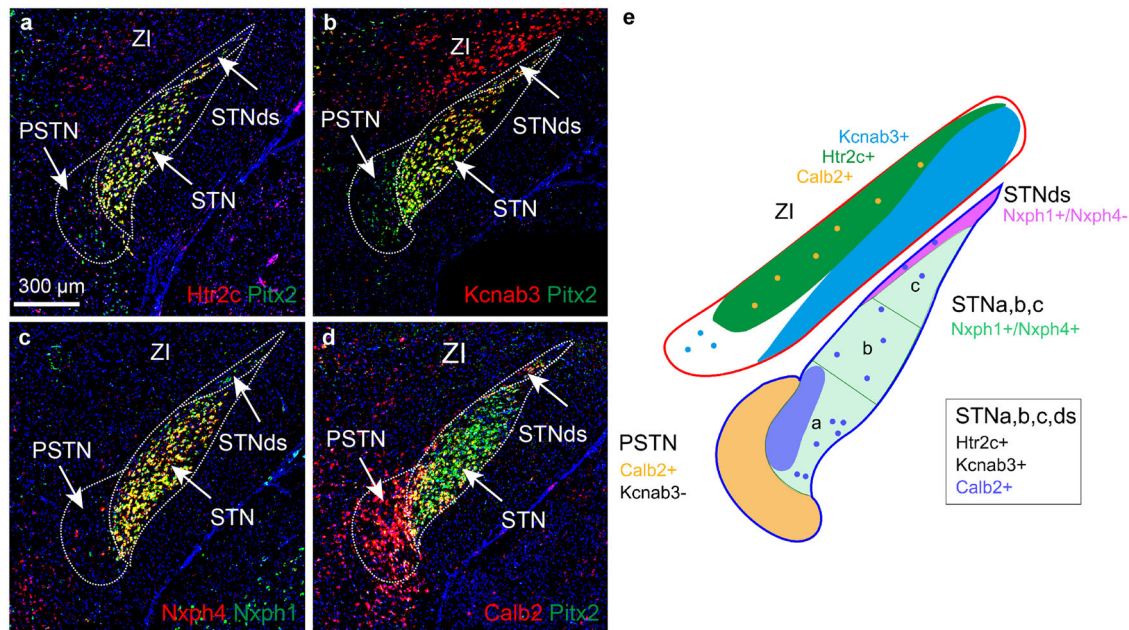 a
ZI
PSTN
STNds
STN
300 µm
Htr2c Pitx2
b
ZI
PSTN
STNds
STN
Kcnab3 Pitx2
c
ZI
PSTN
STNds
STN
Nxph4 Nxph1
d
ZI
PSTN
STNds
STN
Calb2 Pitx2
e
Kcnab3+
Htr2c+
Calb2+
ZI
STNds
Nxph1+/Nxph4-
c
STNa,b,c
Nxph1+/Nxph4+
b
a
PSTN
Calb2+
Kcnab3-
STNa,b,c,ds
Htr2c+
Kcnab3+
Calb2+